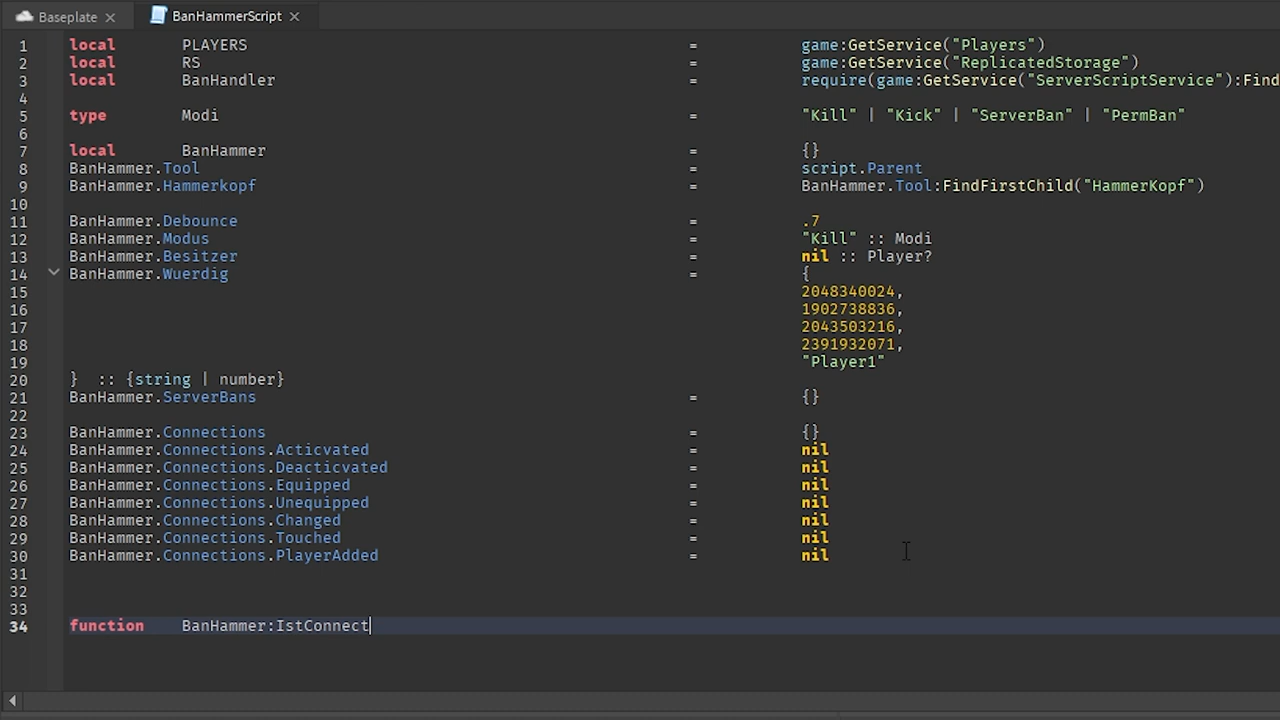 Baseplate BanHammerScript
1 local PLAYERS = game:GetService("Players")
2 local RS = game:GetService("ReplicatedStorage")
3 local BanHandler = require(game:GetService("ServerScriptService"):Find
4
5 type Modi = "Kill" | "Kick" | "ServerBan" | "PermBan"
6
7 local BanHammer = {}
8 BanHammer.Tool = script.Parent
9 BanHammer.Hammerkopf = BanHammer.Tool:FindFirstChild("HammerKopf")
10
11 BanHammer.Debounce = .7
12 BanHammer.Modus = "Kill" :: Modi
13 BanHammer.Besitzer = nil :: Player?
14 BanHammer.Wuerdig = {
15 2048340024,
16 1902738836,
17 2043503216,
18 2391932071,
19 "Player1"
20 } :: {string | number}
21 BanHammer.ServerBans = {}
22
23 BanHammer.Connections = {}
24 BanHammer.Connections.Acticvated = nil
25 BanHammer.Connections.Deacticvated = nil
26 BanHammer.Connections.Equipped = nil
27 BanHammer.Connections.Unequipped = nil
28 BanHammer.Connections.Changed = nil
29 BanHammer.Connections.Touched = nil
30 BanHammer.Connections.PlayerAdded = nil
31
32
33
34 function BanHammer:IstConnect